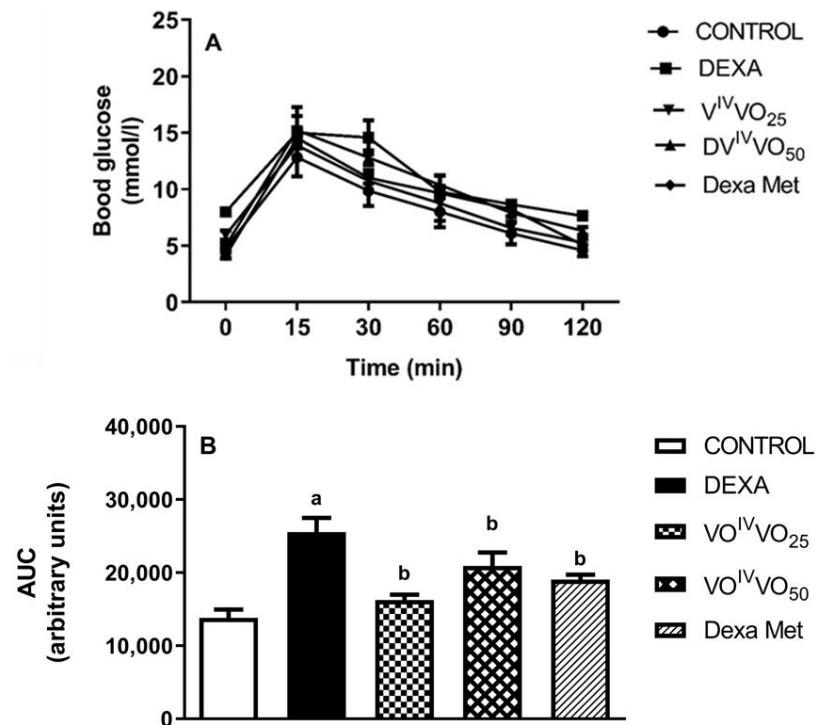 A
25
20
15
10
5
0
Bood glucose
(mmol/l)
0 15 30 60 90 120
Time (min)
CONTROL
DEXA
V^IVVO₂₅
DV^IVVO₅₀
Dexa Met
B
40,000
30,000
20,000
10,000
0
AUC
(arbitrary units)
a
b
b
b
CONTROL
DEXA
VO^IVVO₂₅
VO^IVVO₅₀
Dexa Met